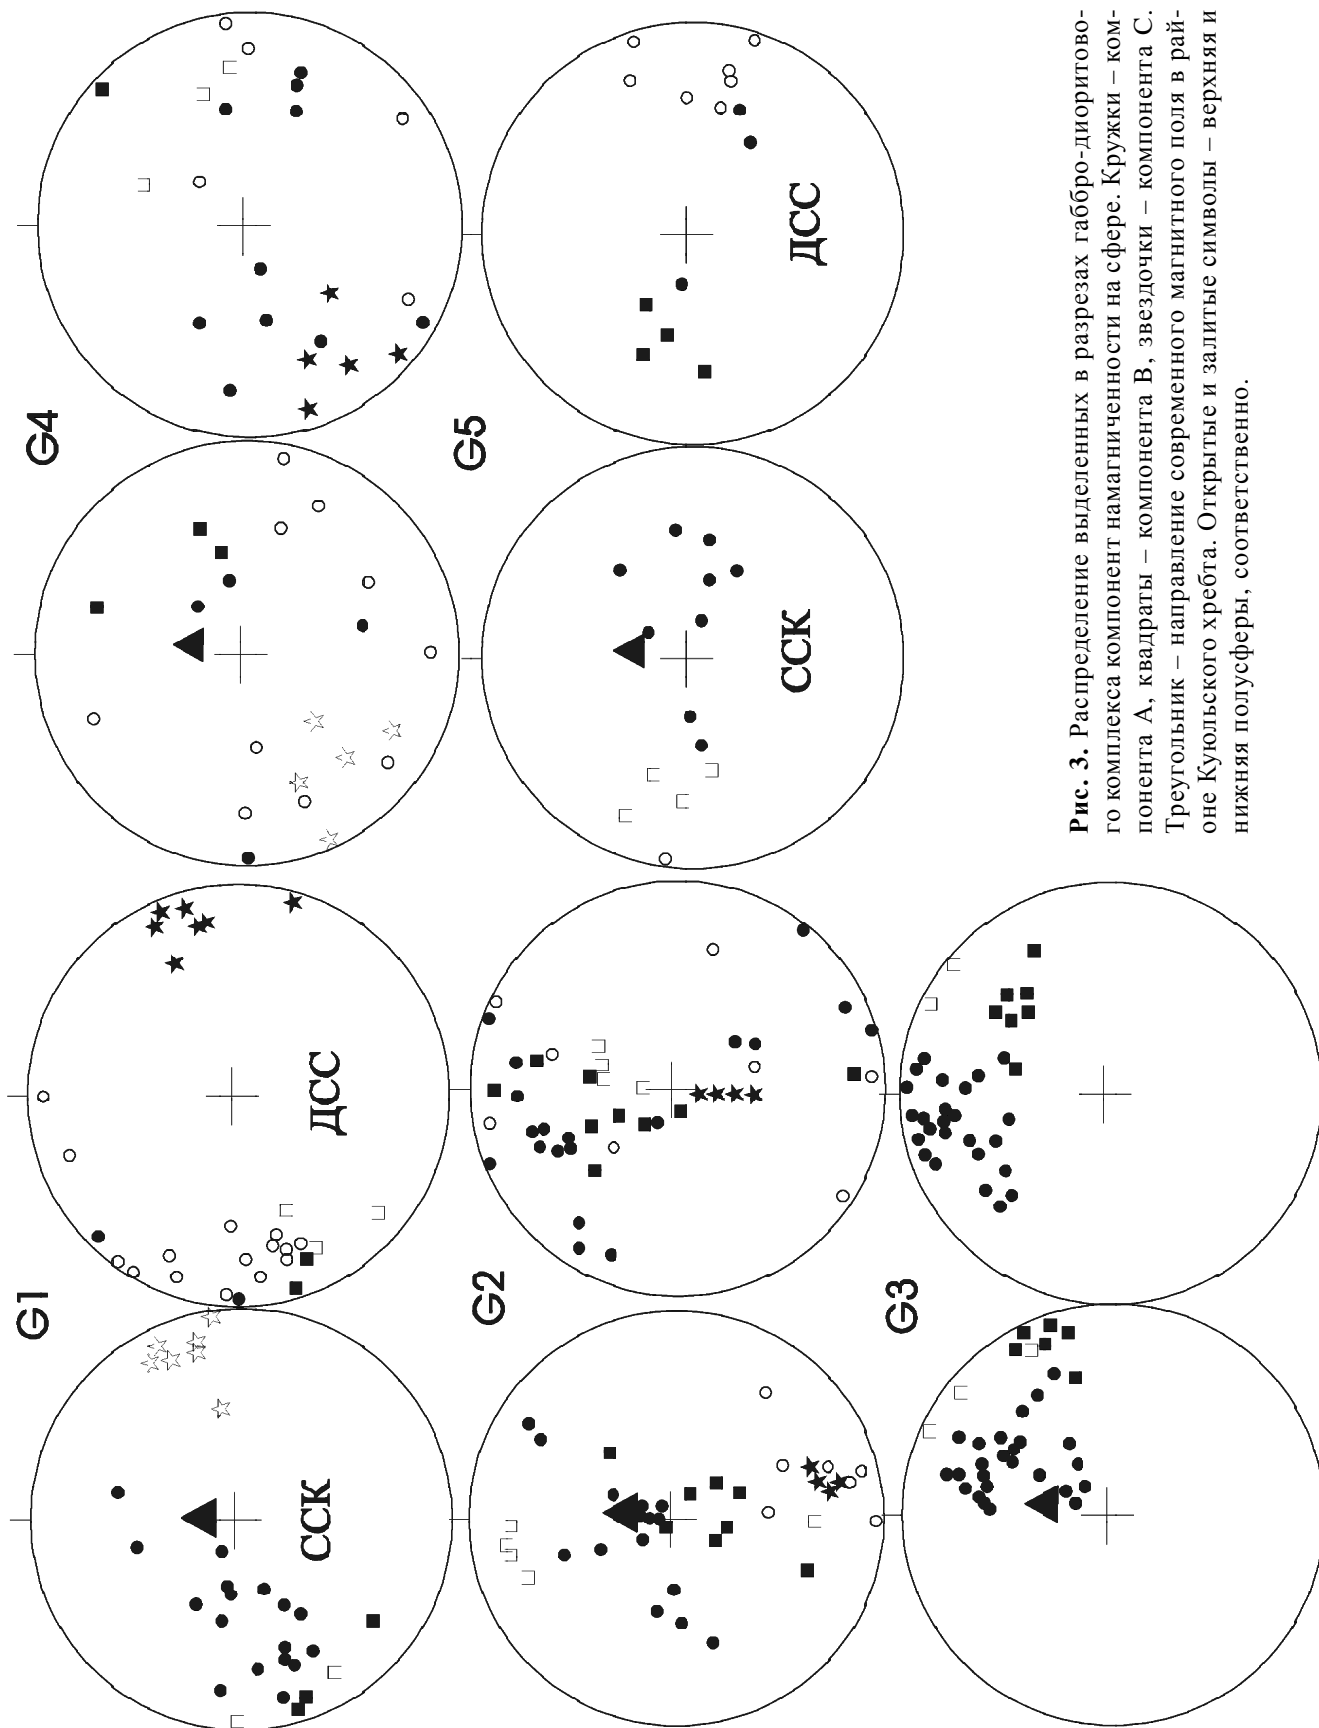 G1
ССК
ДСС
G2
G3
G4
G5
ССК
ДСС
Рис. 3. Распределение выделенных в разрезах габбро-диоритово-
го комплекса компонент намагниченности на сфере. Кружки – ком-
понента А, квадраты – компонента В, звездочки – компонента С.
Треугольник – направление современного магнитного поля в рай-
оне Куюльского хребта. Открытые и залитые символы – верхняя и
нижняя полусферы, соответственно.